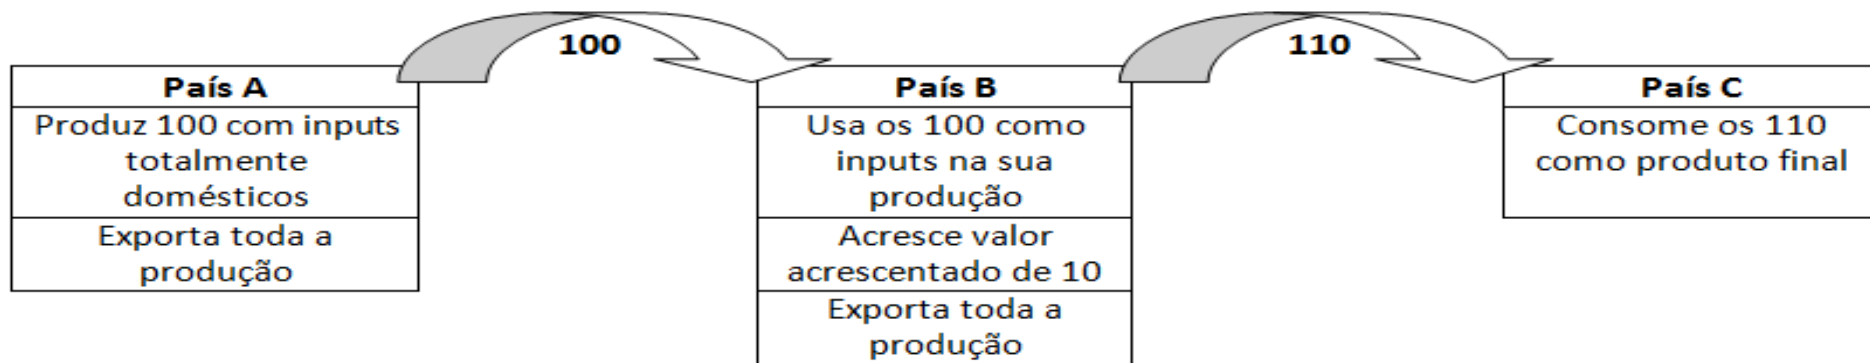 100
110
País A
Produz 100 com inputs
totalmente
domésticos
Exporta toda a
produção
País B
Usa os 100 como
inputs na sua
produção
Acresce valor
acrescentado de 10
Exporta toda a
produção
País C
Consome os 110
como produto final